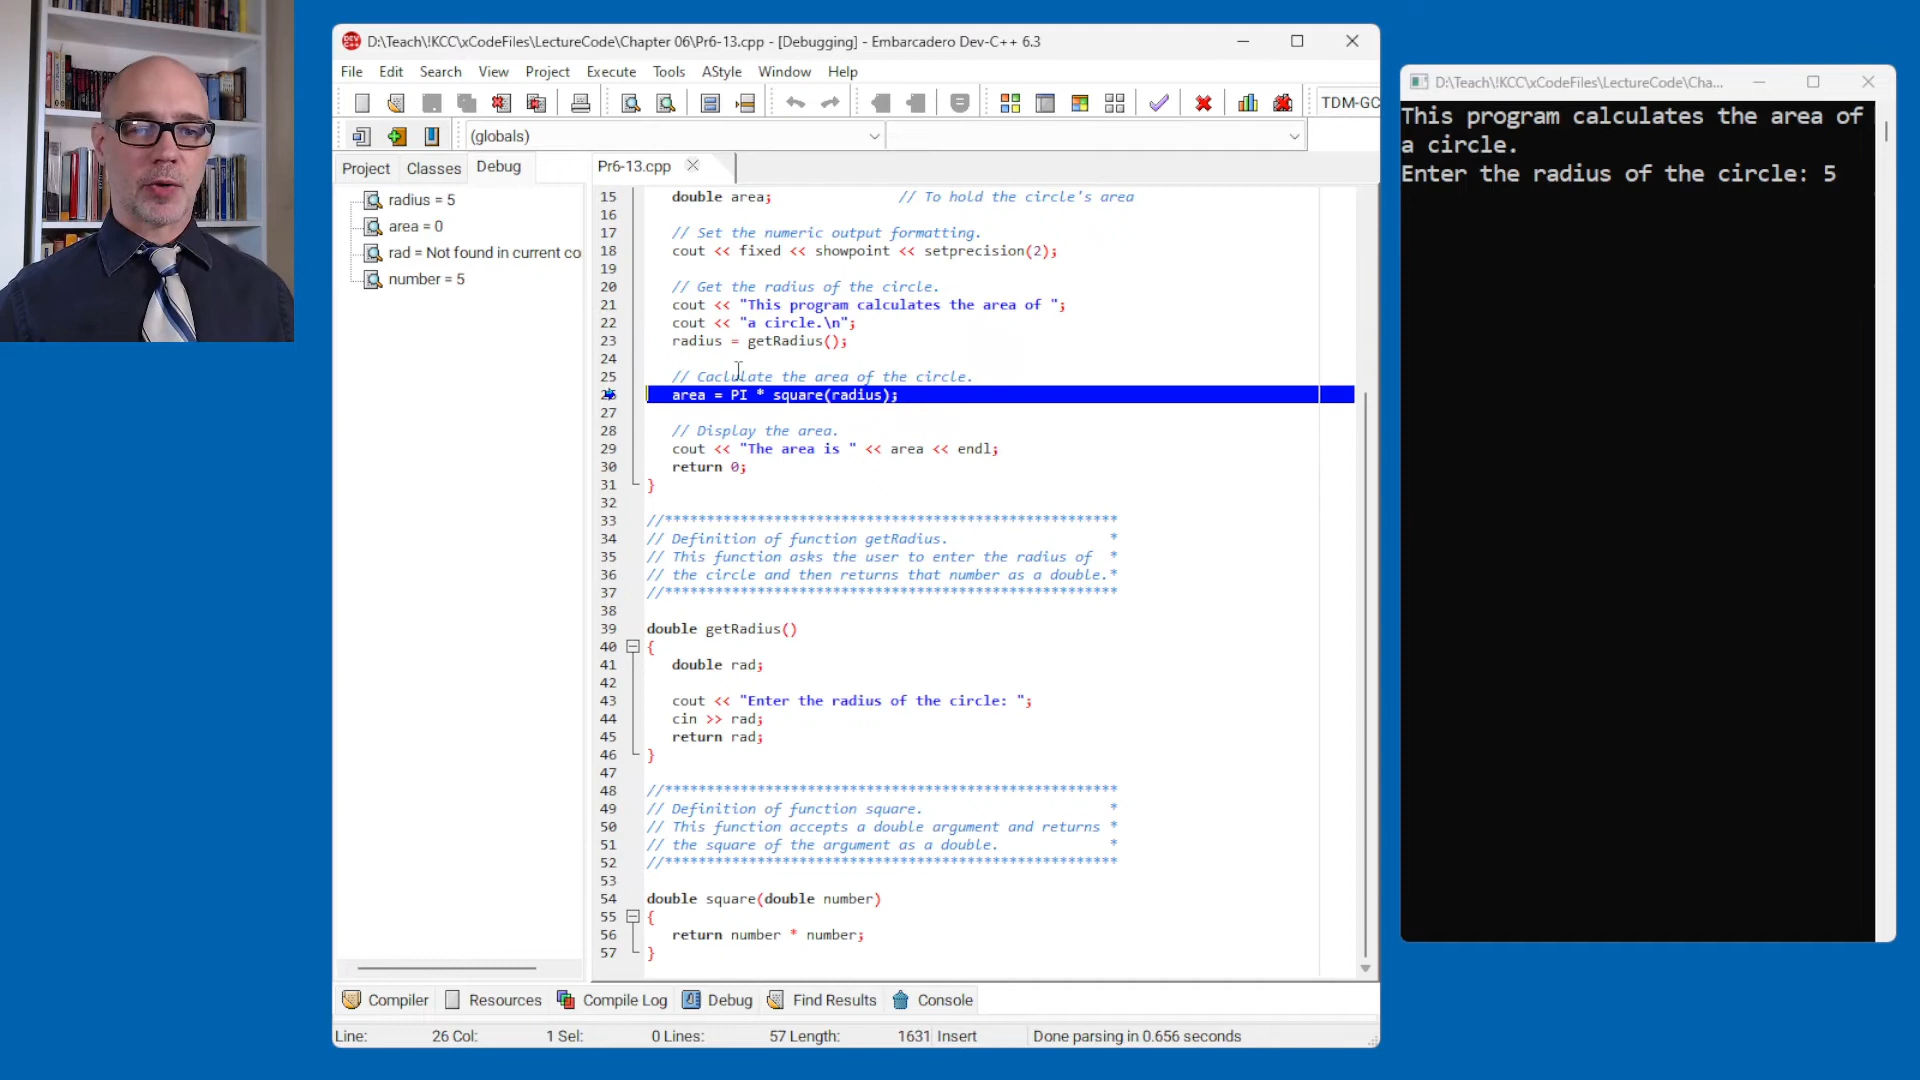 D:\Teach\!KCC\xCodeFiles\LectureCode\Chapter 06\Pr6-13.cpp - [Debugging] - Embarcadero Dev-C++ 6.3
File Edit Search View Project Execute Tools AStyle Window Help
TDM-GC
(globals)
Project Classes Debug
Pr6-13.cpp
radius = 5
area = 0
rad = Not found in current co
number = 5
15 double area; // To hold the circle's area
16
17 // Set the numeric output formatting.
18 cout << fixed << showpoint << setprecision(2);
19
20 // Get the radius of the circle.
21 cout << "This program calculates the area of ";
22 cout << "a circle.\n";
23 radius = getRadius();
24
25 // Caclulate the area of the circle.
area = PI * square(radius);
27
28 // Display the area.
29 cout << "The area is " << area << endl;
30 return 0;
31 }
32
33 //******************************************************
34 // Definition of function getRadius. *
35 // This function asks the user to enter the radius of *
36 // the circle and then returns that number as a double.*
37 //******************************************************
38
39 double getRadius()
40 {
41 double rad;
42
43 cout << "Enter the radius of the circle: ";
44 cin >> rad;
45 return rad;
46 }
47
48 //******************************************************
49 // Definition of function square. *
50 // This function accepts a double argument and returns *
51 // the square of the argument as a double. *
52 //******************************************************
53
54 double square(double number)
55 {
56 return number * number;
57 }
Compiler Resources Compile Log Debug Find Results Console
Line: 26 Col: 1 Sel: 0 Lines: 57 Length: 1631 Insert Done parsing in 0.656 seconds
D:\Teach\!KCC\xCodeFiles\LectureCode\Cha...
This program calculates the area of
a circle.
Enter the radius of the circle: 5